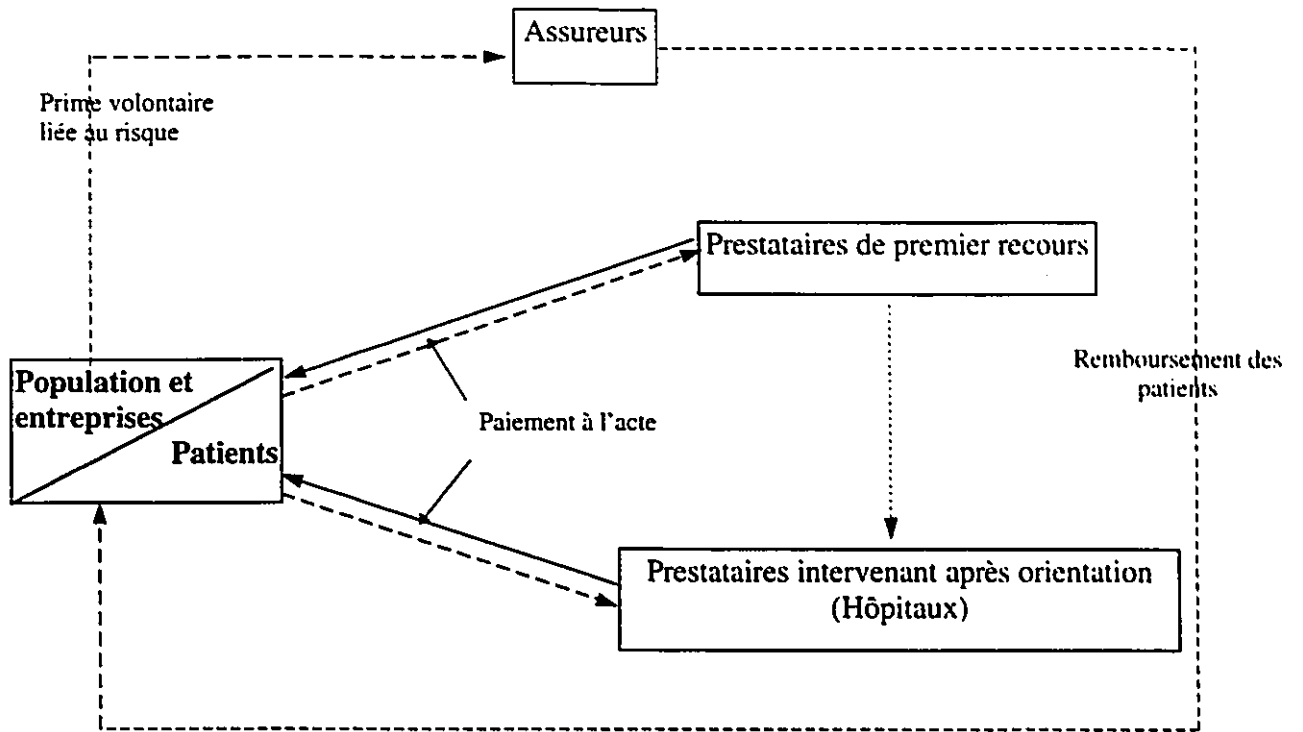 Assureurs
Prime volontaire
liée au risque
Prestataires de premier recours
Remboursement des
patients
Population et
entreprises
Patients
Paiement à l'acte
Prestataires intervenant après orientation
(Hôpitaux)